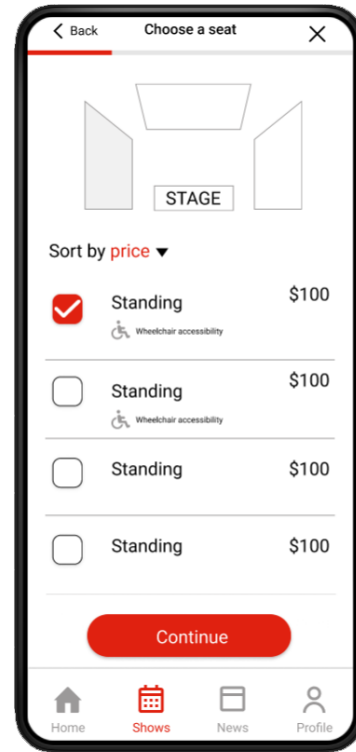 Back
Choose a seat
STAGE
Sort by price
Standing
$100
Wheelchair accessibility
Standing
$100
Wheelchair accessibility
Standing
$100
Standing
$100
Continue
Home
Shows
News
Profile